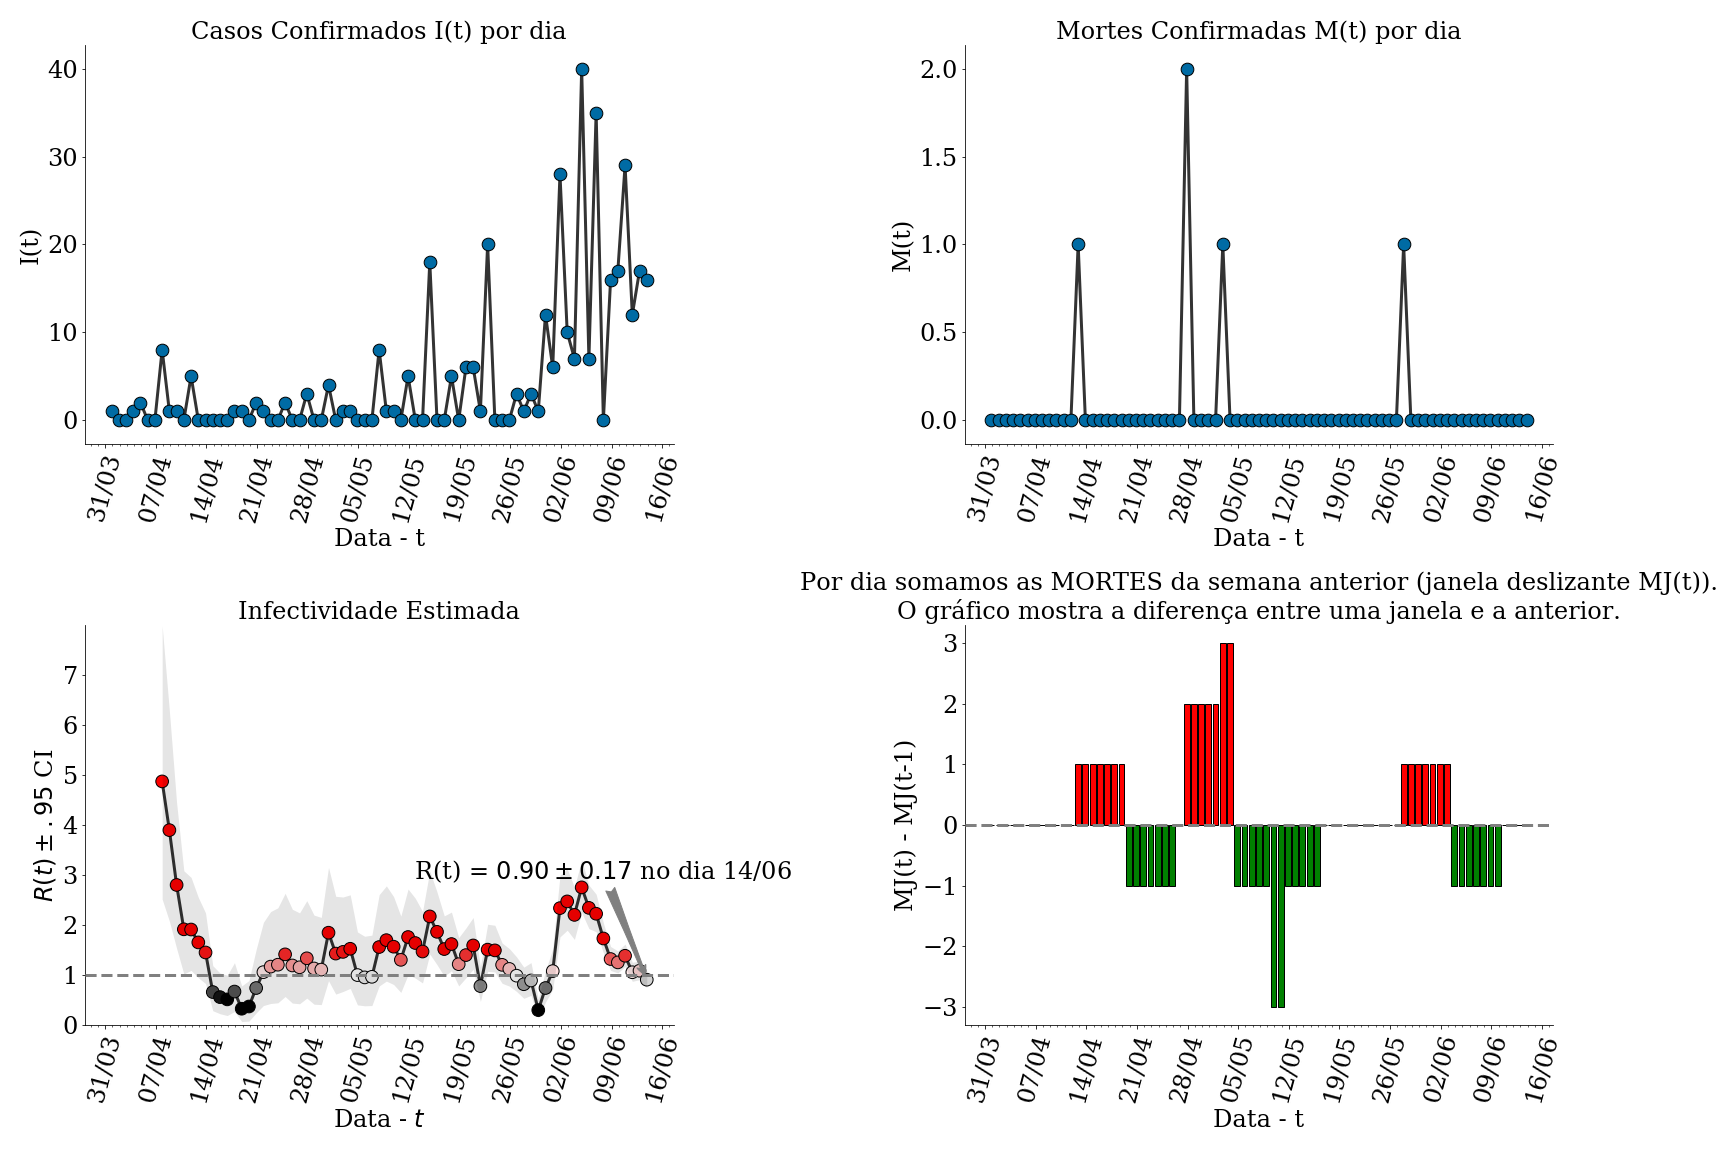 Casos Confirmados I(t) por dia
I(t)
40
30
20
10
0
31/03 07/04 14/04 21/04 28/04 05/05 12/05 19/05 26/05 02/06 09/06 16/06
Data - t
Mortes Confirmadas M(t) por dia
M(t)
2.0
1.5
1.0
0.5
0.0
31/03 07/04 14/04 21/04 28/04 05/05 12/05 19/05 26/05 02/06 09/06 16/06
Data - t
Infectividade Estimada
R(t) ± .95 CI
7
6
5
4
3
2
1
0
R(t) = 0.90 ± 0.17 no dia 14/06
31/03 07/04 14/04 21/04 28/04 05/05 12/05 19/05 26/05 02/06 09/06 16/06
Data - t
Por dia somamos as MORTES da semana anterior (janela deslizante MJ(t)).
O gráfico mostra a diferença entre uma janela e a anterior.
MJ(t) - MJ(t-1)
3
2
1
0
−1
−2
−3
31/03 07/04 14/04 21/04 28/04 05/05 12/05 19/05 26/05 02/06 09/06 16/06
Data - t